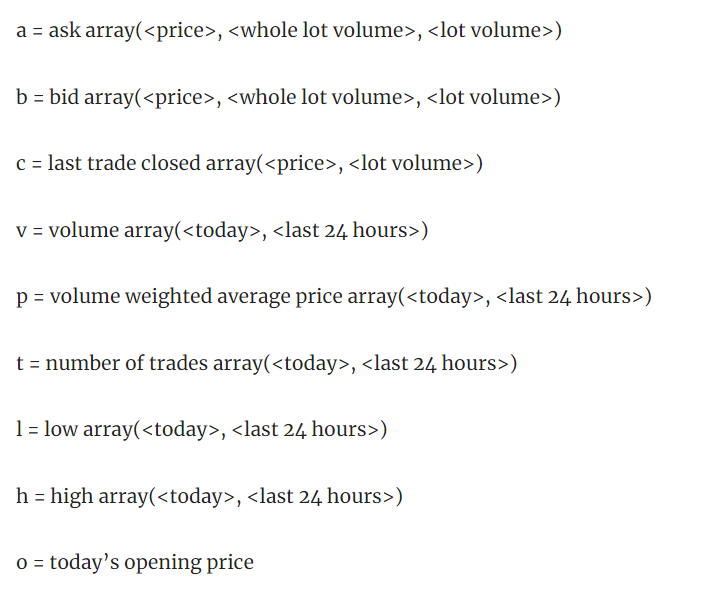 a = ask array(<price>, <whole lot volume>, <lot volume>)
b = bid array(<price>, <whole lot volume>, <lot volume>)
c = last trade closed array(<price>, <lot volume>)
v = volume array(<today>, <last 24 hours>)
p = volume weighted average price array(<today>, <last 24 hours>)
t = number of trades array(<today>, <last 24 hours>)
l = low array(<today>, <last 24 hours>)
h = high array(<today>, <last 24 hours>)
o = today’s opening price